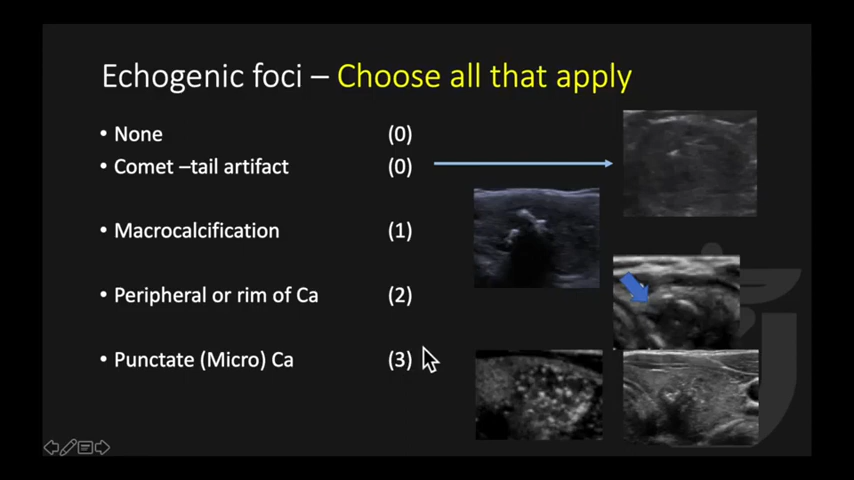 Echogenic foci – Choose all that apply
• None (0)
• Comet –tail artifact (0)
• Macrocalcification (1)
• Peripheral or rim of Ca (2)
• Punctate (Micro) Ca (3)